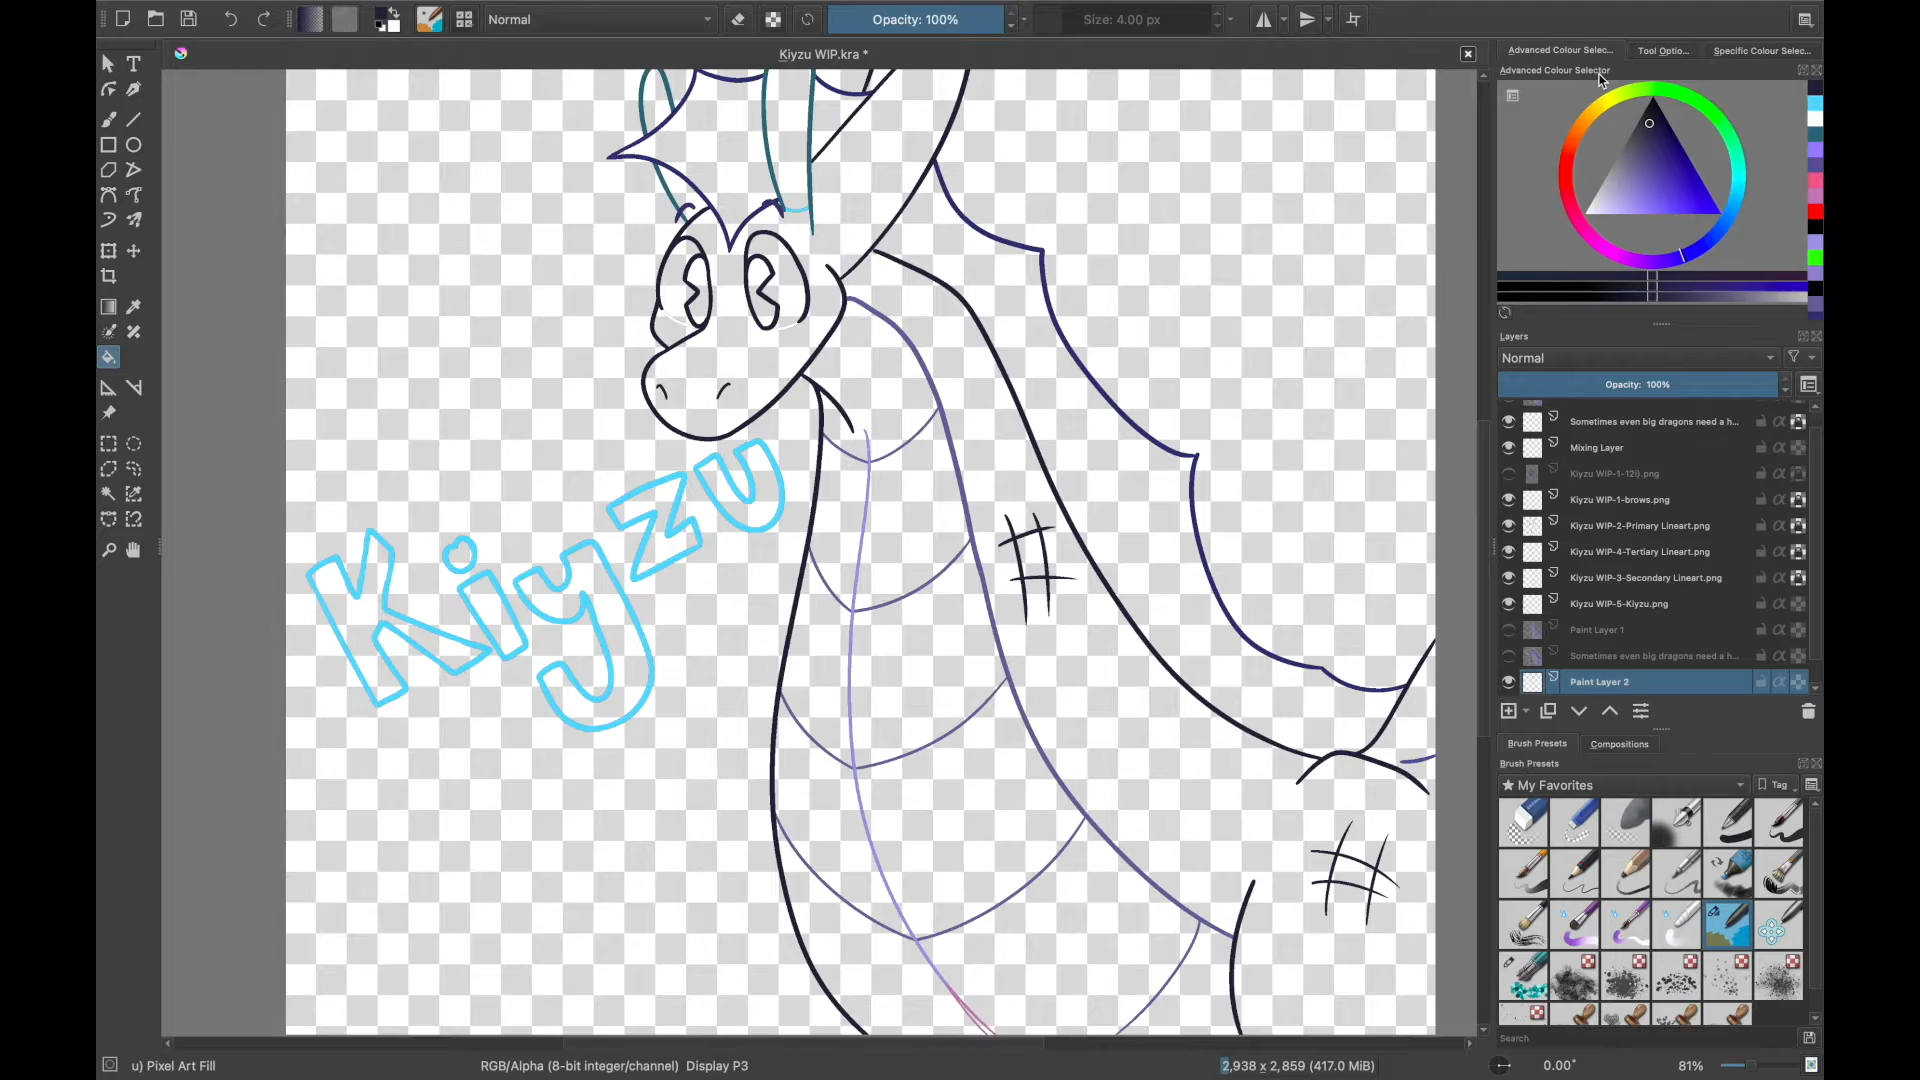 Normal
Opacity: 100%
Size: 4.00 px
Kiyzu WIP.kra *
Advanced Colour Selec...
Tool Optio...
Specific Colour Selec...
Advanced Colour Selector
Kiyzu
Layers
Normal
Opacity: 100%
Sometimes even big dragons need a h...
Mixing Layer
Kiyzu WIP-1-12i).png
Kiyzu WIP-1-brows.png
Kiyzu WIP-2-Primary Lineart.png
Kiyzu WIP-4-Tertiary Lineart.png
Kiyzu WIP-3-Secondary Lineart.png
Kiyzu WIP-5-Kiyzu.png
Paint Layer 1
Sometimes even big dragons need a h...
Paint Layer 2
Brush Presets
Compositions
Brush Presets
★ My Favorites
Tag
Search
u) Pixel Art Fill
RGB/Alpha (8-bit integer/channel) Display P3
2,938 x 2,859 (417.0 MiB)
0.00°
81%